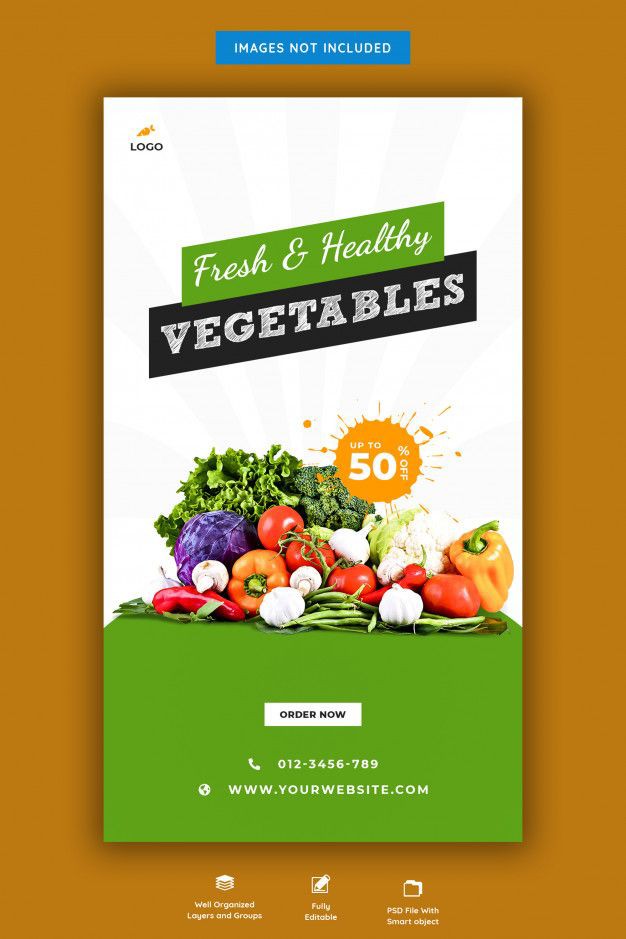 IMAGES NOT INCLUDED
LOGO
Fresh & Healthy
VEGETABLES
UP TO
50% OFF
ORDER NOW
012-3456-789
WWW.YOURWEBSITE.COM
Well Organized
Layers and Groups
Fully
Editable
PSD File With
Smart object